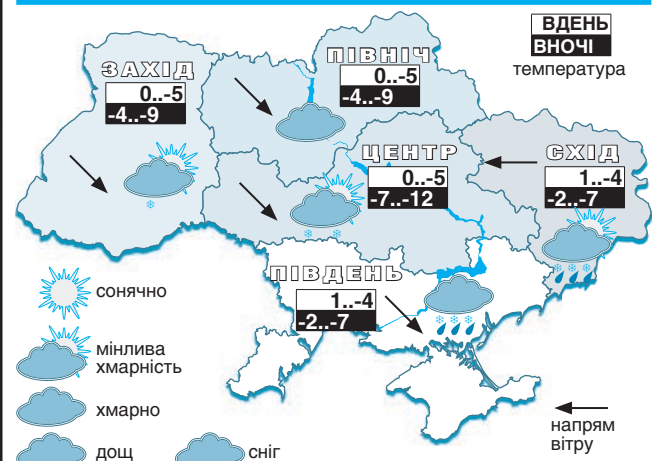 ВДЕНЬ
ВНОЧІ
температура
ЗАХІД
0..-5
-4..-9
ПІВНІЧ
0..-5
-4..-9
ЦЕНТР
0..-5
-7..-12
СХІД
1..-4
-2..-7
ПІВДЕНЬ
1..-4
-2..-7
сонячно
мінлива
хмарність
хмарно
дощ
сніг
напрям
вітру